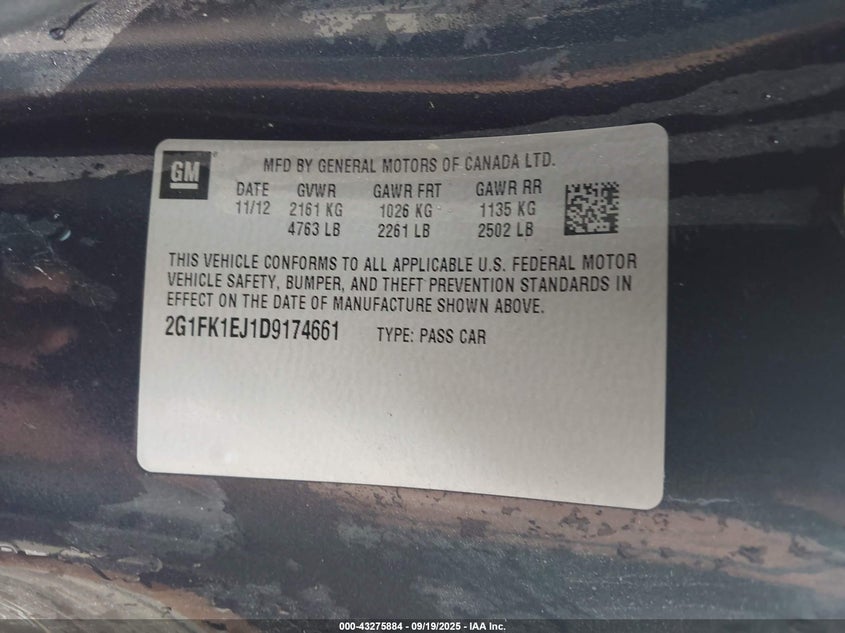 GM
MFD BY GENERAL MOTORS OF CANADA LTD.
DATE GVWR GAWR FRT GAWR RR
11/12 2161 KG 1026 KG 1135 KG
4763 LB 2261 LB 2502 LB
THIS VEHICLE CONFORMS TO ALL APPLICABLE U.S. FEDERAL MOTOR
VEHICLE SAFETY, BUMPER, AND THEFT PREVENTION STANDARDS IN
EFFECT ON THE DATE OF MANUFACTURE SHOWN ABOVE.
2G1FK1EJ1D9174661 TYPE: PASS CAR
000-43275884 - 09/19/2025 - IAA Inc.